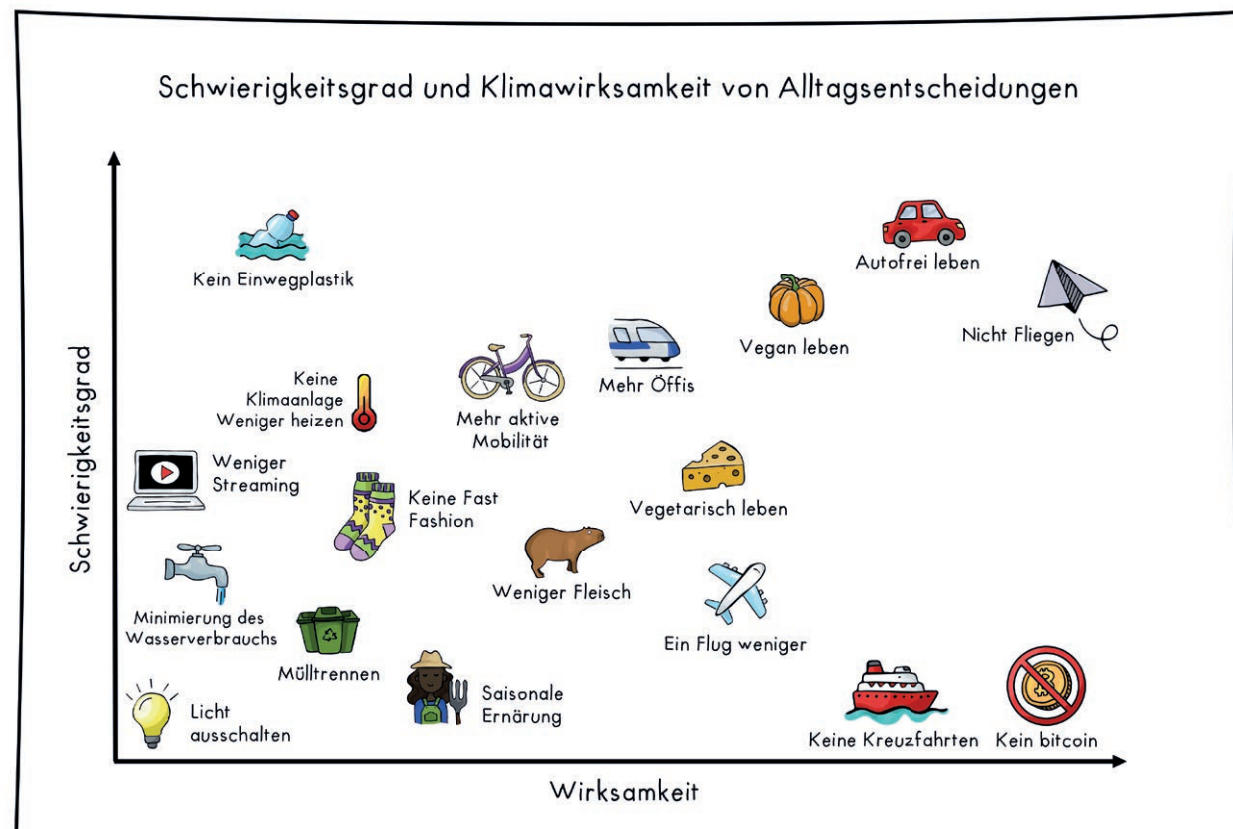 Schwierigkeitsgrad und Klimawirksamkeit von Alltagsentscheidungen
Schwierigkeitsgrad
Kein Einwegplastik
Autofrei leben
Nicht Fliegen
Vegan leben
Mehr Öffis
Keine
Klimaanlage
Weniger heizen
Mehr aktive
Mobilität
Weniger
Streaming
Keine Fast
Fashion
Vegetarisch leben
Weniger Fleisch
Minimierung des
Wasserverbrauchs
Ein Flug weniger
Mülltrennen
Licht
ausschalten
Saisonale
Ernärung
Keine Kreuzfahrten
Kein bitcoin
Wirksamkeit